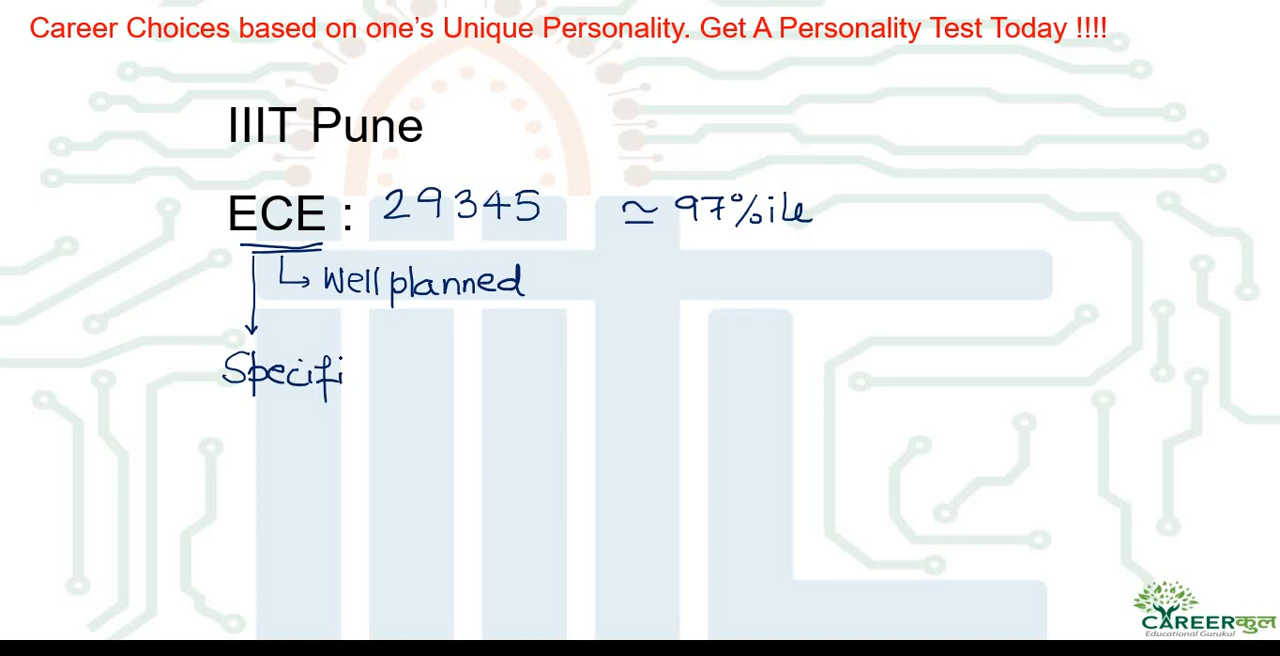 Career Choices based on one’s Unique Personality. Get A Personality Test Today !!!!
IIIT Pune
ECE : 29345 ≃ 97%ile
↳ Well planned
Specifi
CAREERकुल
Educational Gurukul